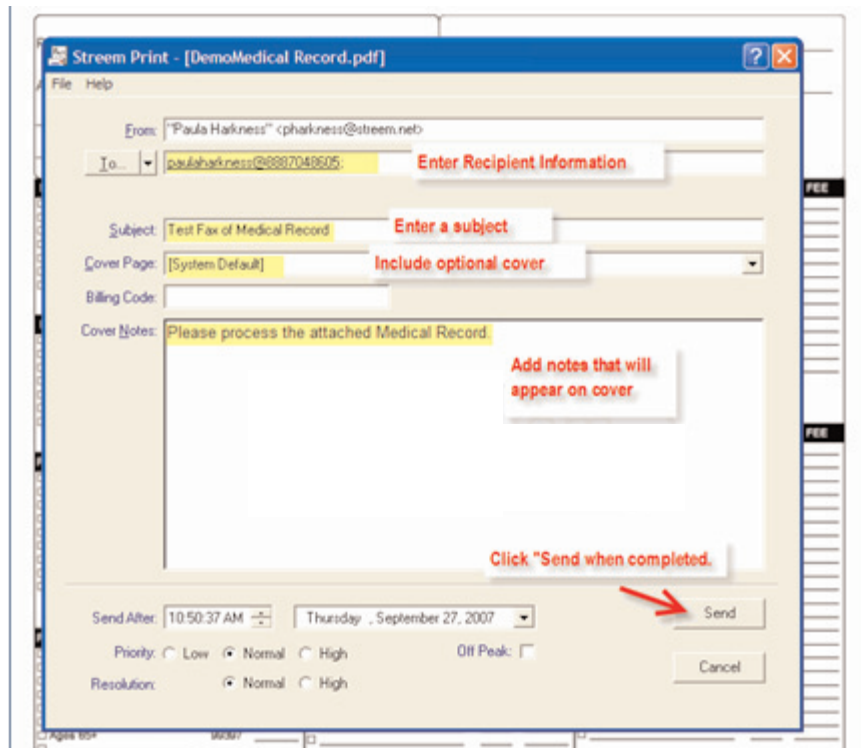 Streem Print - [DemoMedical Record.pdf]
File Help
From: "Paula Harkness" <pharkness@streem.net>
To... paulaharkness@8887048605; Enter Recipient Information
FEE
Subject: Test Fax of Medical Record Enter a subject
Cover Page: [System Default] Include optional cover
Billing Code:
Cover Notes: Please process the attached Medical Record.
Add notes that will
appear on cover
FEE
Click "Send when completed.
Send After: 10:50:37 AM Thursday , September 27, 2007 Send
Priority: Low Normal High Off Peak:
Cancel
Resolution: Normal High
Ages 65+ 99397